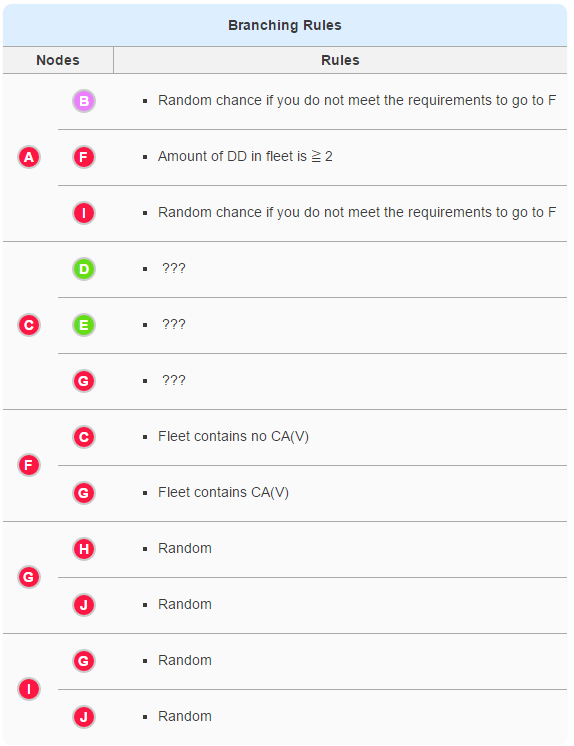 Branching Rules
Nodes Rules
B ▪ Random chance if you do not meet the requirements to go to F
A F ▪ Amount of DD in fleet is ≧ 2
I ▪ Random chance if you do not meet the requirements to go to F
D ▪ ???
C E ▪ ???
G ▪ ???
C ▪ Fleet contains no CA(V)
F
G ▪ Fleet contains CA(V)
H ▪ Random
G
J ▪ Random
G ▪ Random
I
J ▪ Random